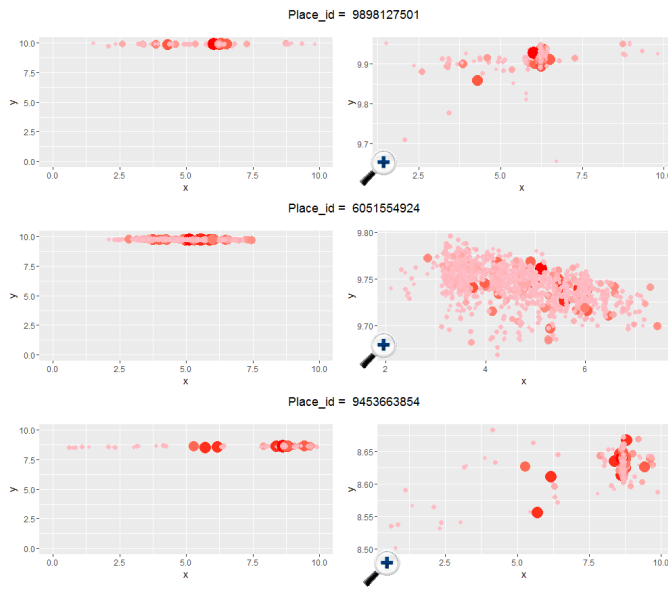 Place_id = 9898127501
10.0
7.5
5.0
2.5
0.0
y
0.0 2.5 5.0 7.5 10.0
x
9.9
9.8
9.7
y
2.5 5.0 7.5 10.0
x
Place_id = 6051554924
10.0
7.5
5.0
2.5
0.0
y
0.0 2.5 5.0 7.5 10.0
x
9.80
9.75
9.70
y
2 4 6
x
Place_id = 9453663854
10.0
7.5
5.0
2.5
0.0
y
0.0 2.5 5.0 7.5 10.0
x
8.65
8.60
8.55
8.50
y
2.5 5.0 7.5 10.0
x